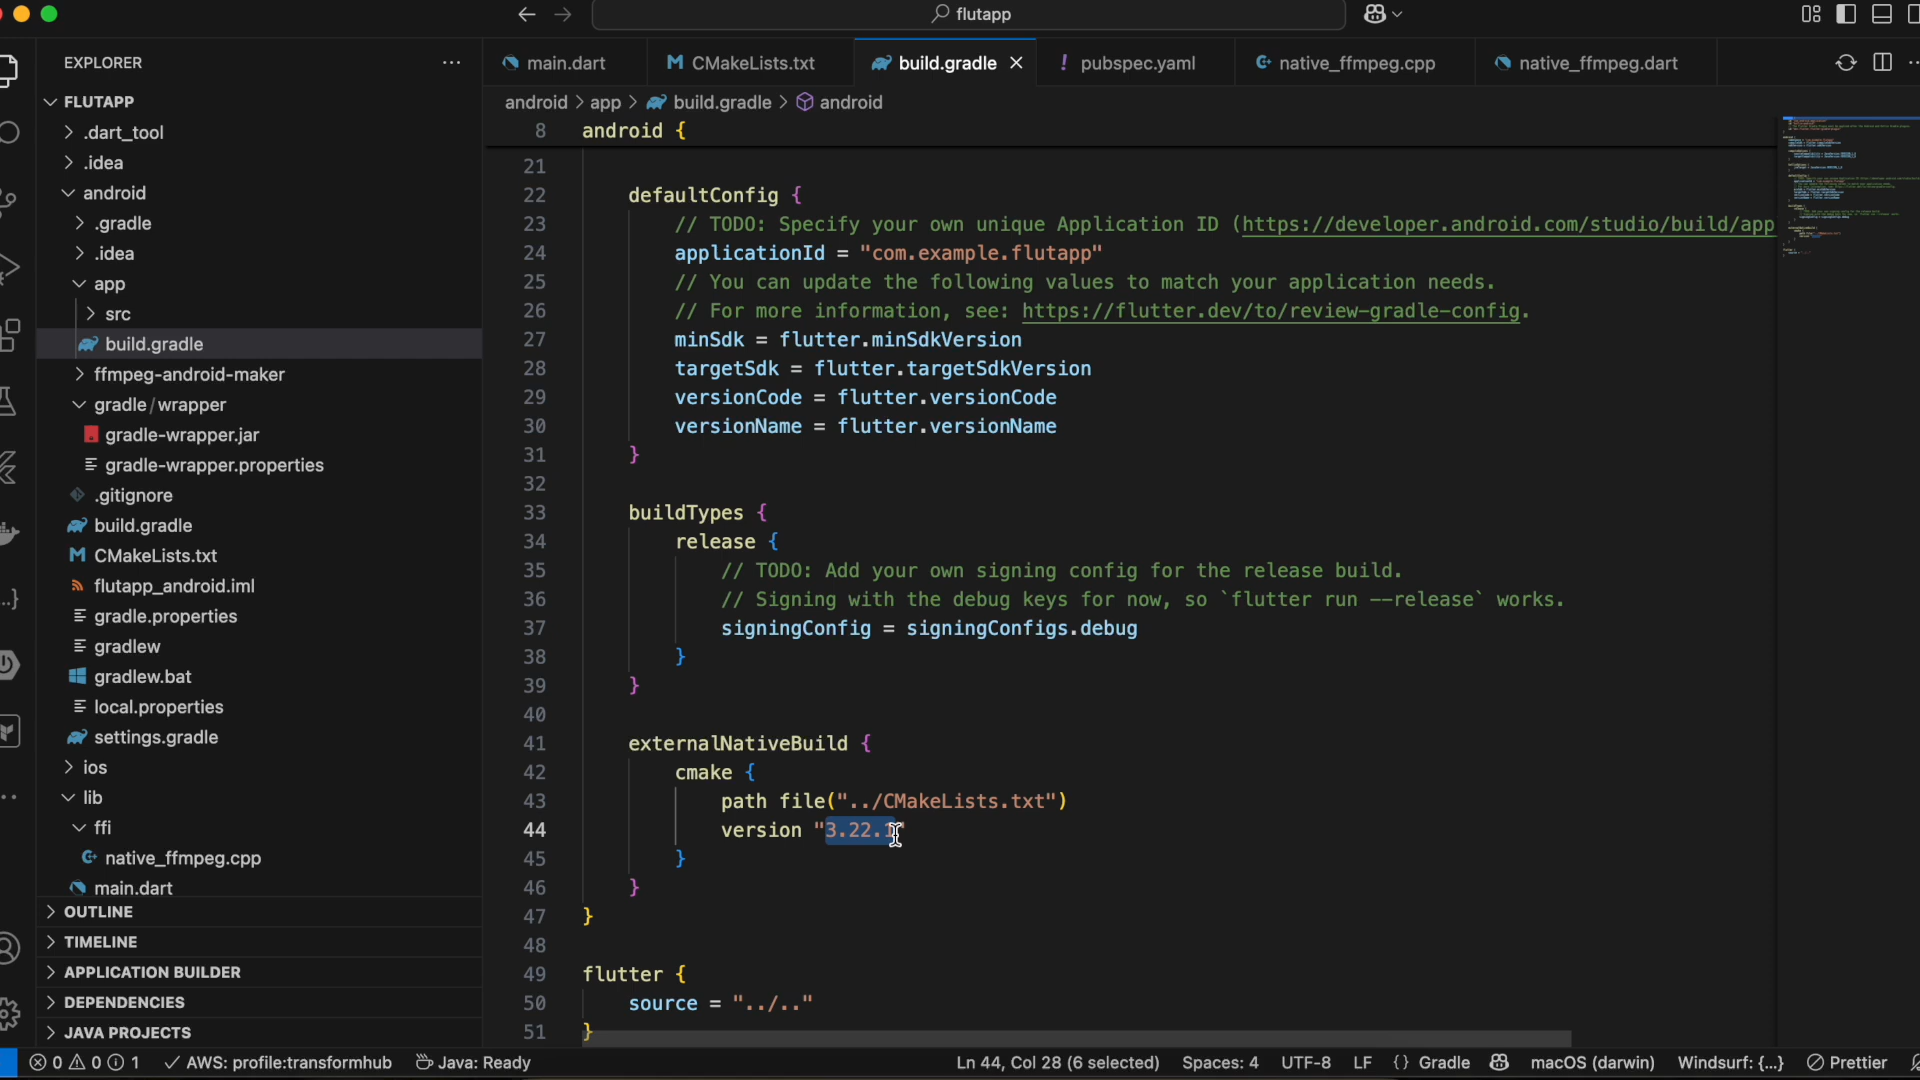 flutapp
EXPLORER
main.dart
CMakeLists.txt
build.gradle
pubspec.yaml
native_ffmpeg.cpp
native_ffmpeg.dart
FLUTAPP
.dart_tool
.idea
android
.gradle
.idea
app
src
build.gradle
ffmpeg-android-maker
gradle/wrapper
gradle-wrapper.jar
gradle-wrapper.properties
.gitignore
build.gradle
CMakeLists.txt
flutapp_android.iml
gradle.properties
gradlew
gradlew.bat
local.properties
settings.gradle
ios
lib
ffi
native_ffmpeg.cpp
main.dart
OUTLINE
TIMELINE
APPLICATION BUILDER
DEPENDENCIES
JAVA PROJECTS
android > app > build.gradle > android
8 android {
21
22 defaultConfig {
23 // TODO: Specify your own unique Application ID (https://developer.android.com/studio/build/app
24 applicationId = "com.example.flutapp"
25 // You can update the following values to match your application needs.
26 // For more information, see: https://flutter.dev/to/review-gradle-config.
27 minSdk = flutter.minSdkVersion
28 targetSdk = flutter.targetSdkVersion
29 versionCode = flutter.versionCode
30 versionName = flutter.versionName
31 }
32
33 buildTypes {
34 release {
35 // TODO: Add your own signing config for the release build.
36 // Signing with the debug keys for now, so `flutter run --release` works.
37 signingConfig = signingConfigs.debug
38 }
39 }
40
41 externalNativeBuild {
42 cmake {
43 path file("../CMakeLists.txt")
44 version "3.22.1"
45 }
46 }
47 }
48
49 flutter {
50 source = "../.."
51 }
0 0 1 AWS: profile:transformhub Java: Ready Ln 44, Col 28 (6 selected) Spaces: 4 UTF-8 LF {} Gradle macOS (darwin) Windsurf: {...} Prettier